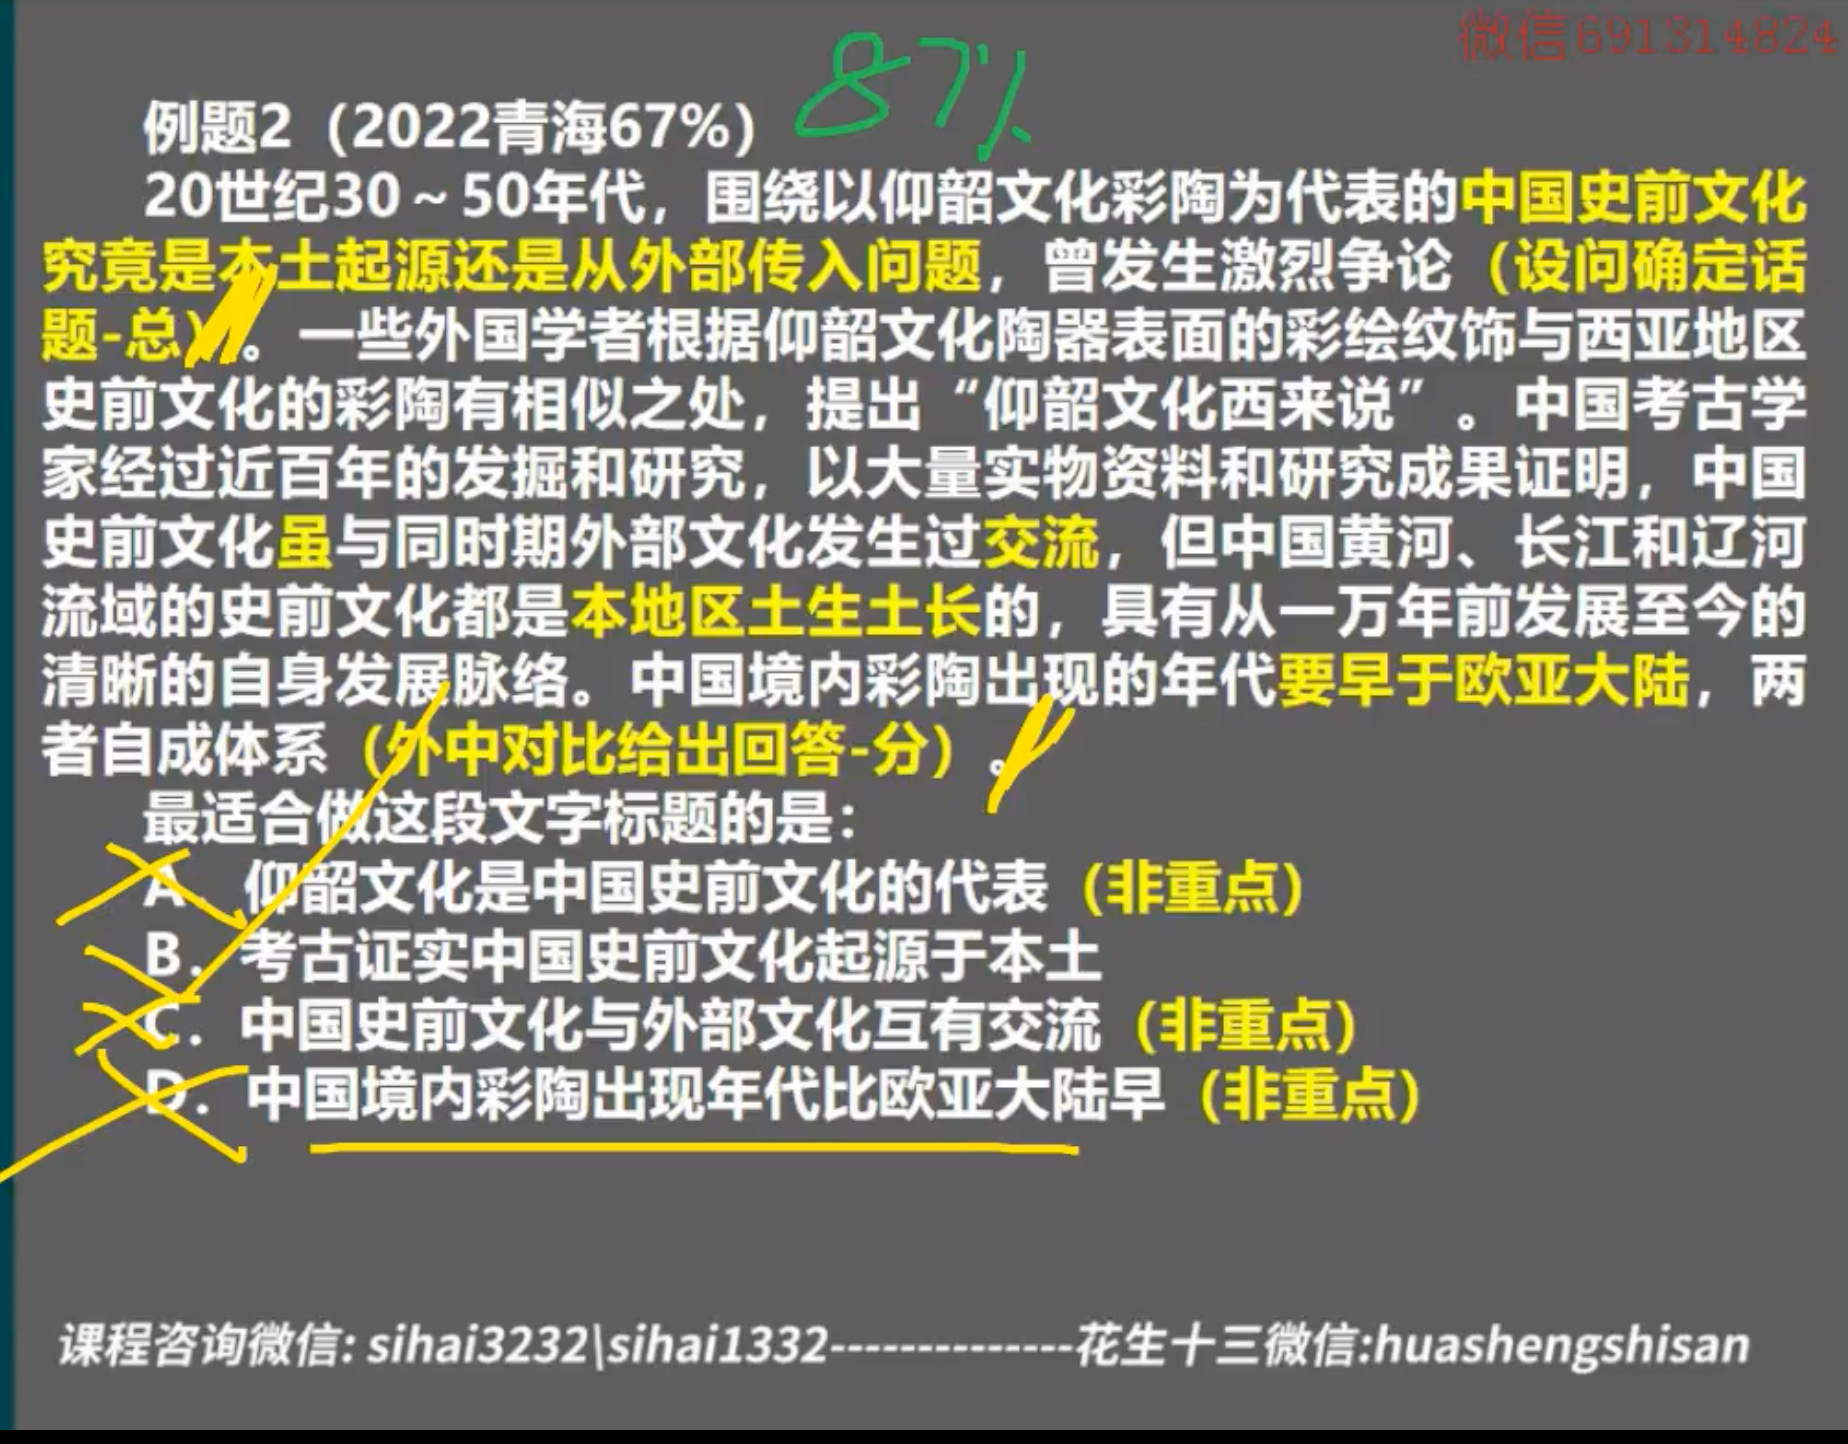 微信691314824
87%
例题2（2022青海67%）
20世纪30～50年代，围绕以仰韶文化彩陶为代表的中国史前文化
究竟是本土起源还是从外部传入问题，曾发生激烈争论（设问确定话
题-总）。一些外国学者根据仰韶文化陶器表面的彩绘纹饰与西亚地区
史前文化的彩陶有相似之处，提出“仰韶文化西来说”。中国考古学
家经过近百年的发掘和研究，以大量实物资料和研究成果证明，中国
史前文化虽与同时期外部文化发生过交流，但中国黄河、长江和辽河
流域的史前文化都是本地区土生土长的，具有从一万年前发展至今的
清晰的自身发展脉络。中国境内彩陶出现的年代要早于欧亚大陆，两
者自成体系（外中对比给出回答-分）。
最适合做这段文字标题的是：
A．仰韶文化是中国史前文化的代表（非重点）
B．考古证实中国史前文化起源于本土
C．中国史前文化与外部文化互有交流（非重点）
D．中国境内彩陶出现年代比欧亚大陆早（非重点）
课程咨询微信: sihai3232\sihai1332--------------花生十三微信:huashengshisan